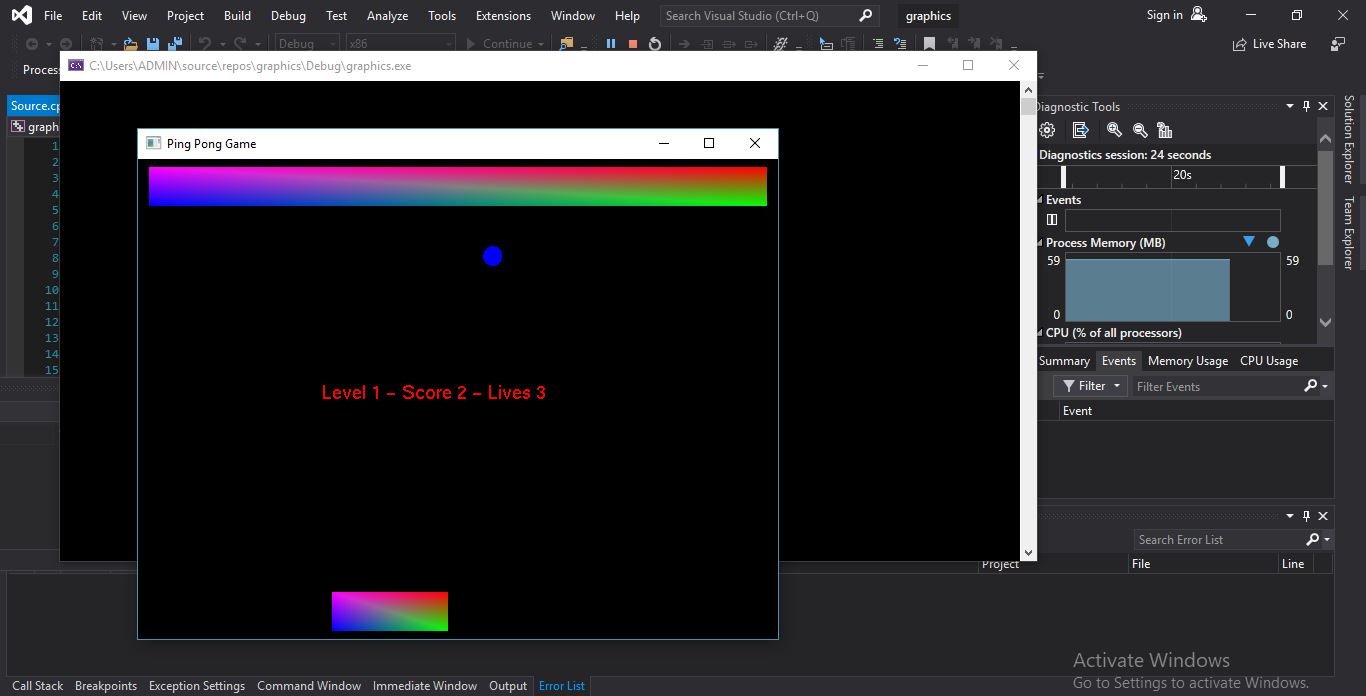 File Edit View Project Build Debug Test Analyze Tools Extensions Window Help Search Visual Studio (Ctrl+Q) graphics Sign in
Debug x86 Continue Live Share
Process
C:\Users\ADMIN\source\repos\graphics\Debug\graphics.exe
Source.cp
graph
Ping Pong Game
Level 1 - Score 2 - Lives 3
1
2
3
4
5
6
7
8
9
10
11
12
13
14
15
Diagnostic Tools
Diagnostics session: 24 seconds
20s
Events
Process Memory (MB)
59 59
0 0
CPU (% of all processors)
Summary Events Memory Usage CPU Usage
Filter Filter Events
Event
Search Error List
Project File Line
Solution Explorer
Team Explorer
Activate Windows
Go to Settings to activate Windows.
Call Stack Breakpoints Exception Settings Command Window Immediate Window Output Error List